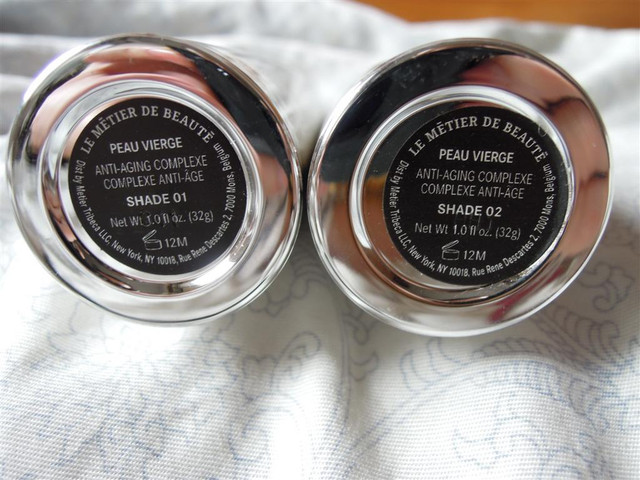 LE MÉTIER DE BEAUTÉ
PEAU VIERGE
ANTI-AGING COMPLEXE
COMPLEXE ANTI-ÂGE
SHADE 01
Net Wt 1.0 fl oz. (32g)
12M
Dist by Métier Tribeca LLC, New York, NY 10018, Rue Rene Descartes 2, 7000 Mons, Belgium
LE MÉTIER DE BEAUTÉ
PEAU VIERGE
ANTI-AGING COMPLEXE
COMPLEXE ANTI-ÂGE
SHADE 02
Net Wt 1.0 fl oz. (32g)
12M
Dist by Métier Tribeca LLC, New York, NY 10018, Rue Rene Descartes 2, 7000 Mons, Belgium